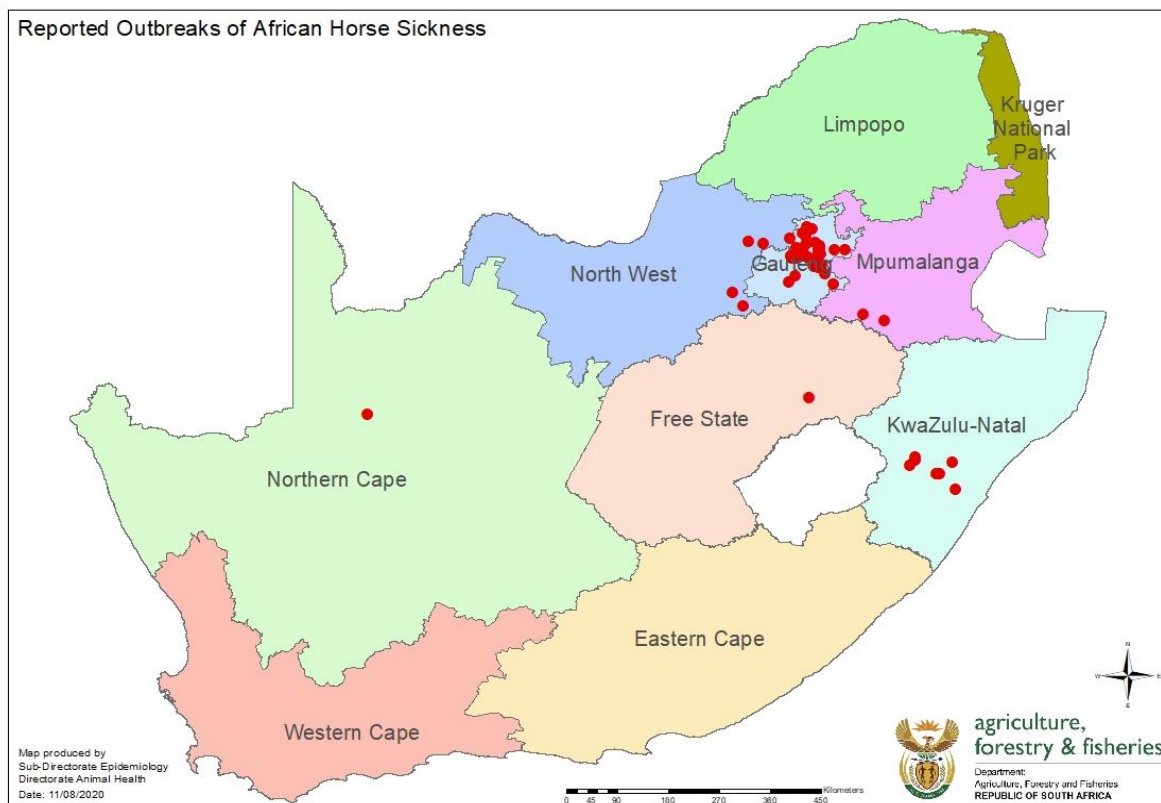 Reported Outbreaks of African Horse Sickness
Limpopo
Kruger
National
Park
North West
Gauteng
Mpumalanga
Free State
KwaZulu-Natal
Northern Cape
Eastern Cape
Western Cape
N
W
E
S
Map produced by
Sub-Directorate Epidemiology
Directorate Animal Health
Date: 11/08/2020
Kilometers
0 45 90 180 270 360 450
agriculture,
forestry & fisheries
Department:
Agriculture, Forestry and Fisheries
REPUBLIC OF SOUTH AFRICA